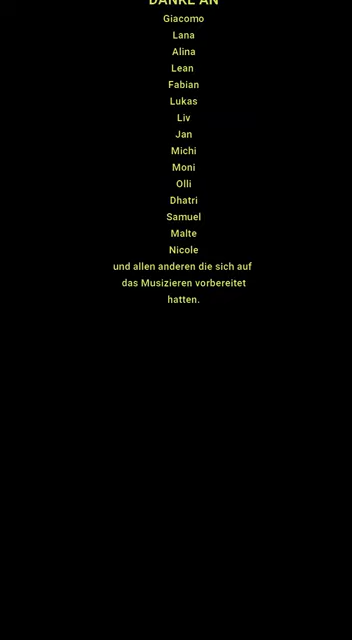 DANKE AN
Giacomo
Lana
Alina
Lean
Fabian
Lukas
Liv
Jan
Michi
Moni
Olli
Dhatri
Samuel
Malte
Nicole
und allen anderen die sich auf
das Musizieren vorbereitet
hatten.